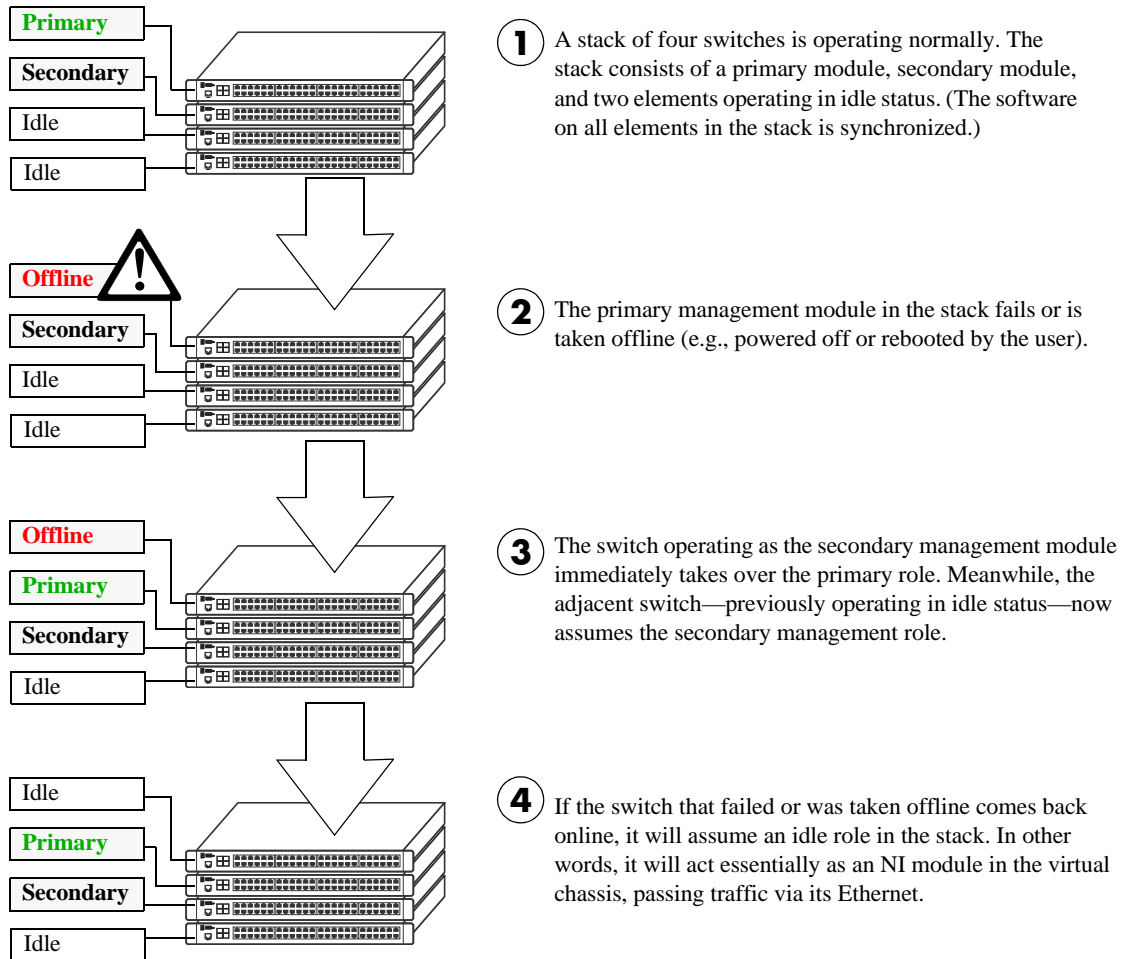 Primary
Secondary
Idle
Idle
1
A stack of four switches is operating normally. The
stack consists of a primary module, secondary module,
and two elements operating in idle status. (The software
on all elements in the stack is synchronized.)
Offline
!
Secondary
Idle
Idle
2
The primary management module in the stack fails or is
taken offline (e.g., powered off or rebooted by the user).
Offline
Primary
Secondary
Idle
3
The switch operating as the secondary management module
immediately takes over the primary role. Meanwhile, the
adjacent switch—previously operating in idle status—now
assumes the secondary management role.
Idle
Primary
Secondary
Idle
4
If the switch that failed or was taken offline comes back
online, it will assume an idle role in the stack. In other
words, it will act essentially as an NI module in the virtual
chassis, passing traffic via its Ethernet.